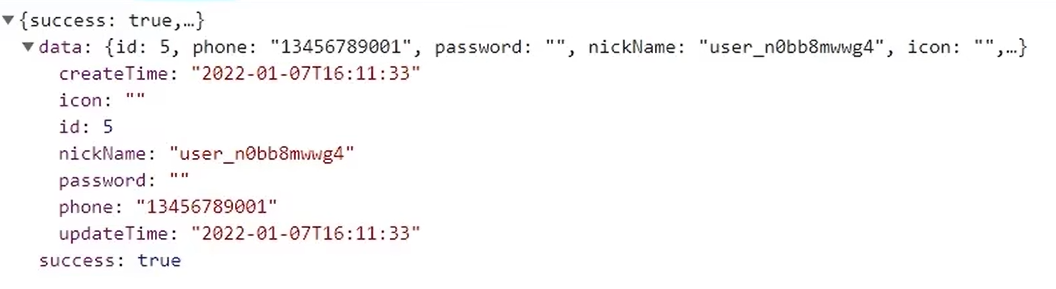 {success: true,…}
data: {id: 5, phone: "13456789001", password: "", nickName: "user_n0bb8mwwg4", icon: "",…}
createTime: "2022-01-07T16:11:33"
icon: ""
id: 5
nickName: "user_n0bb8mwwg4"
password: ""
phone: "13456789001"
updateTime: "2022-01-07T16:11:33"
success: true